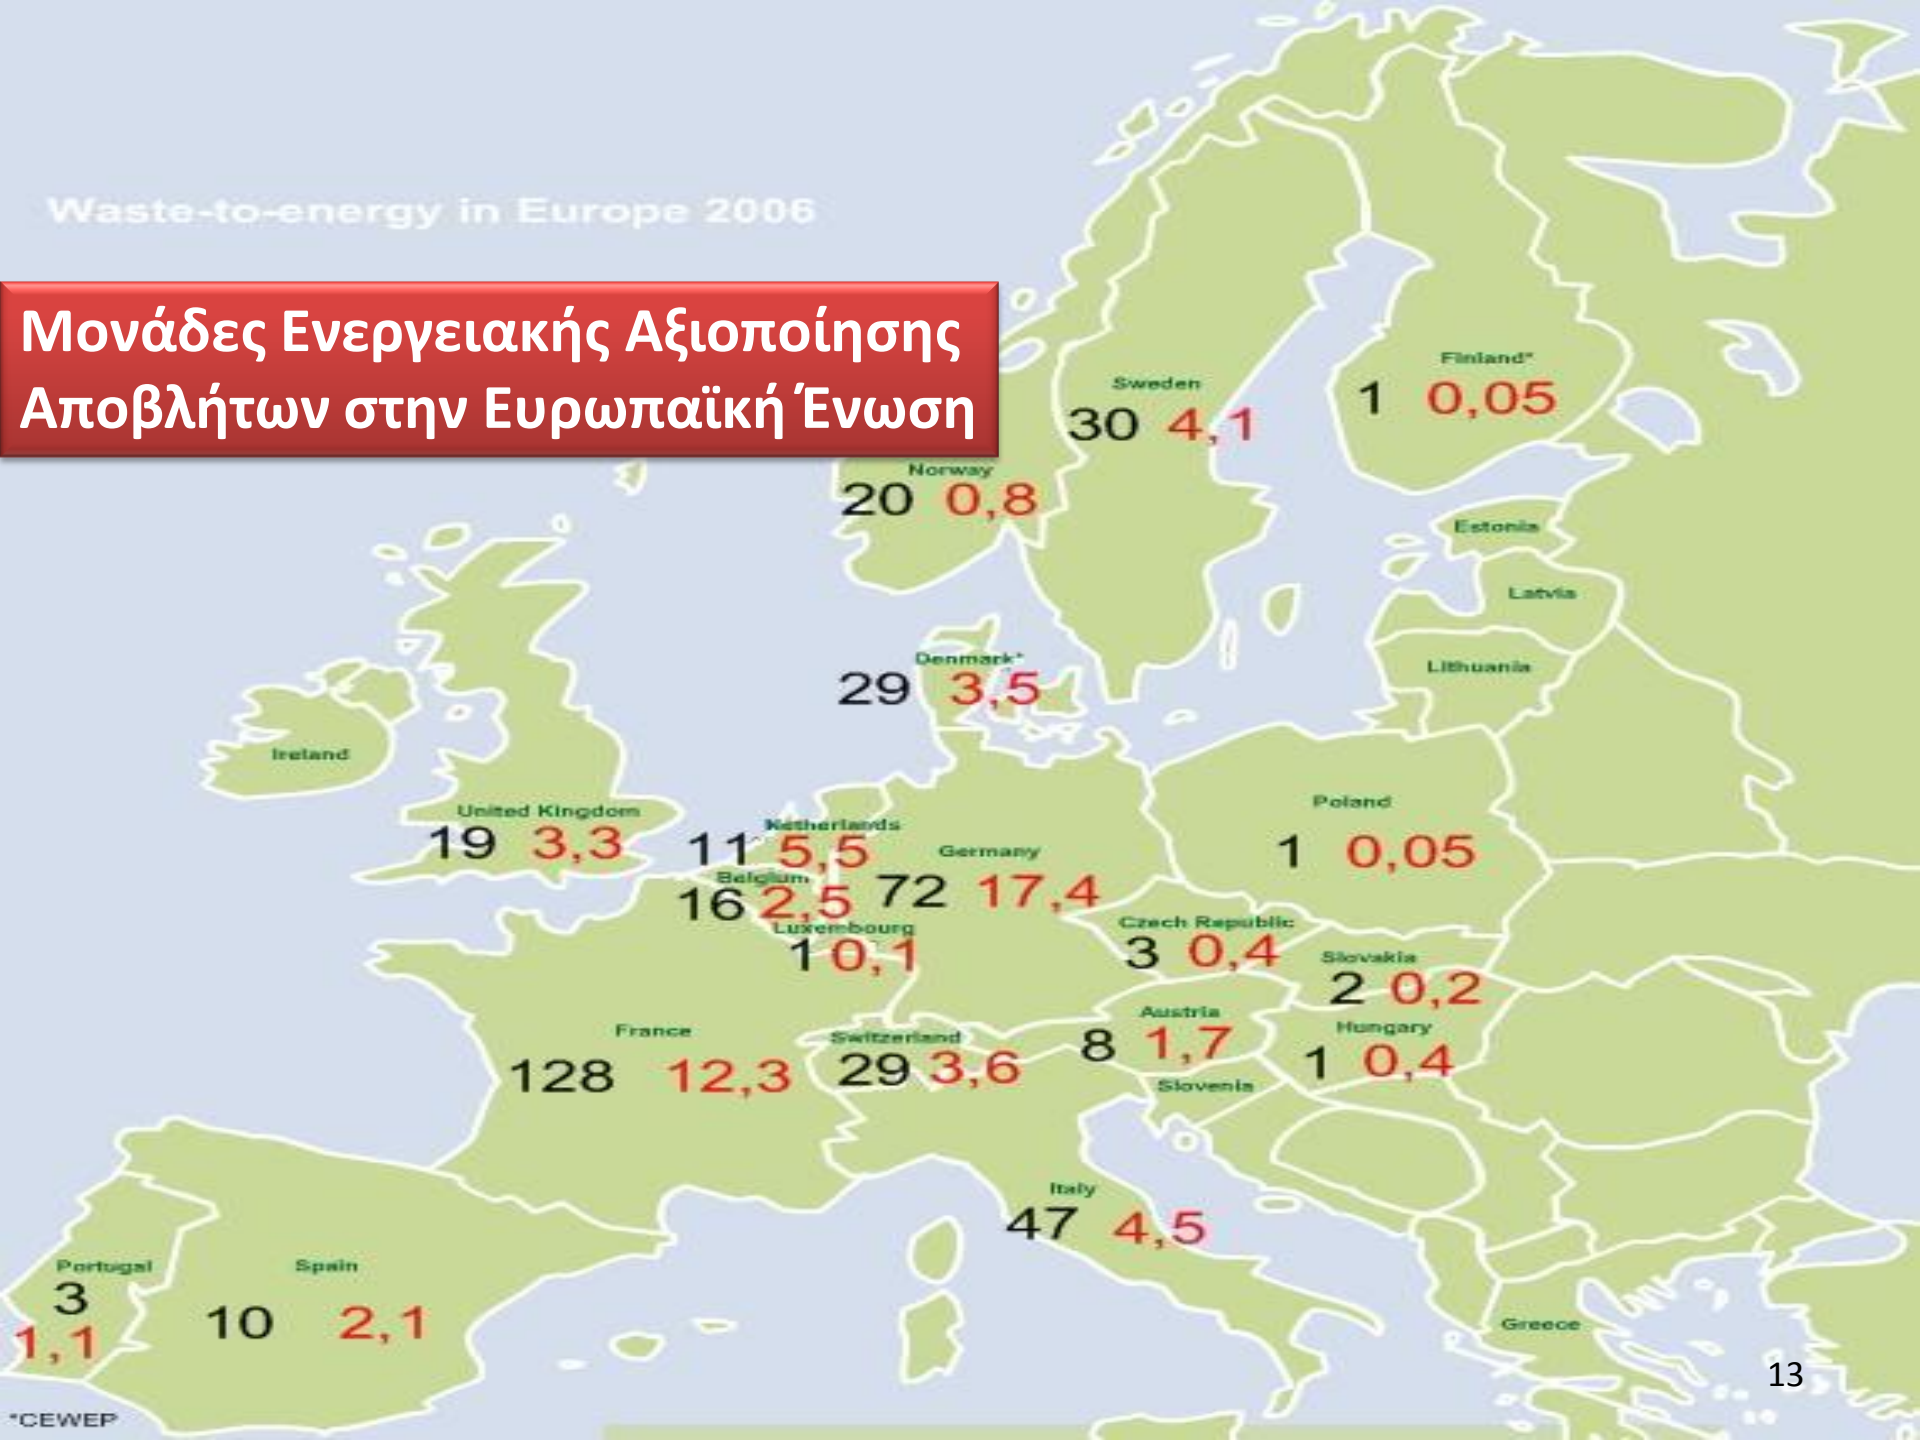 Waste-to-energy in Europe 2006
Μονάδες Ενεργειακής Αξιοποίησης
Αποβλήτων στην Ευρωπαϊκή Ένωση
Finland*
1 0,05
Sweden
30 4,1
Norway
20 0,8
Estonia
Latvia
Lithuania
Denmark*
29 3,5
Ireland
United Kingdom
19 3,3
Netherlands
11 5,5
Belgium
16 2,5
Luxembourg
1 0,1
Germany
72 17,4
Poland
1 0,05
Czech Republic
3 0,4
Slovakia
2 0,2
Austria
8 1,7
Hungary
1 0,4
Slovenia
France
128 12,3
Switzerland
29 3,6
Italy
47 4,5
Portugal
3
1,1
Spain
10 2,1
Greece
13
*CEWEP